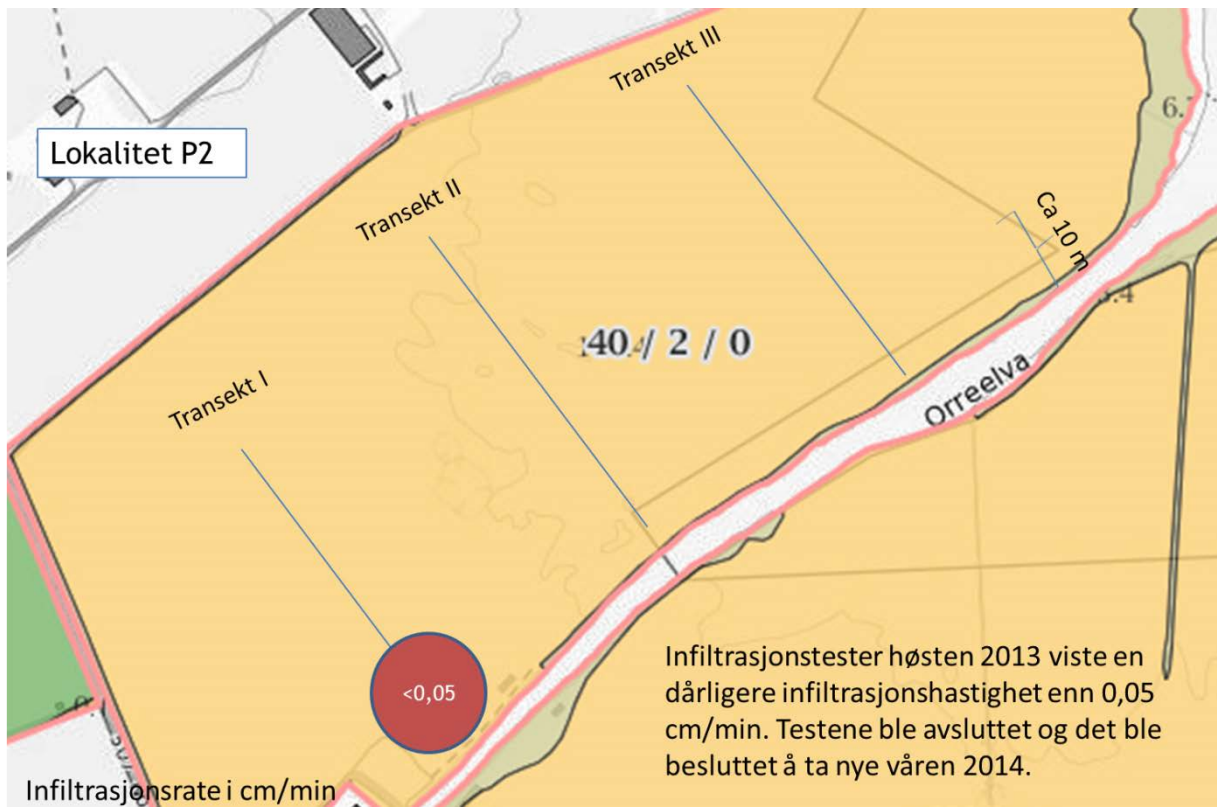 Transekt III
6.
Lokalitet P2
Transekt II
Ca 10 m
40 / 2 / 0
Orreelva
Transekt I
<0,05
Infiltrasjonstester høsten 2013 viste en
dårligere infiltrasjonshastighet enn 0,05
cm/min. Testene ble avsluttet og det ble
besluttet å ta nye våren 2014.
Infiltrasjonsrate i cm/min